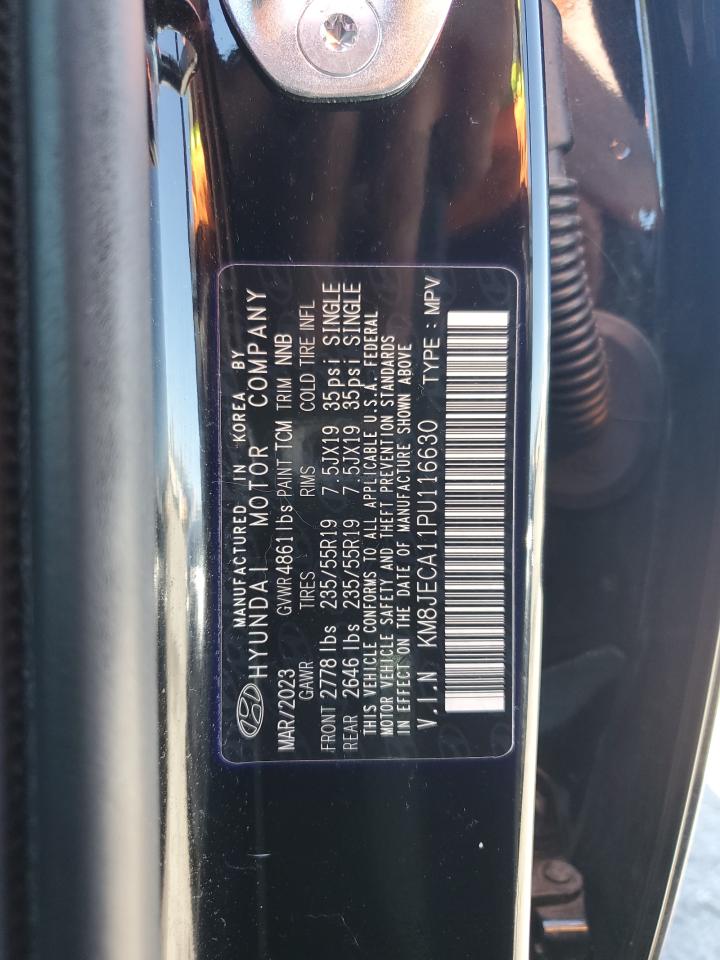 MANUFACTURED IN KOREA BY
HYUNDAI MOTOR COMPANY
MAR/2023 GVWR 4861 lbs PAINT TCM TRIM NNB
GAWR TIRES RIMS COLD TIRE INFL
FRONT 2778 lbs 235/55R19 7.5JX19 35psi SINGLE
REAR 2646 lbs 235/55R19 7.5JX19 35psi SINGLE
THIS VEHICLE CONFORMS TO ALL APPLICABLE U.S.A. FEDERAL
MOTOR VEHICLE SAFETY AND THEFT PREVENTION STANDARDS
IN EFFECT ON THE DATE OF MANUFACTURE SHOWN ABOVE
V.I.N KM8JECA11PU116630 TYPE : MPV